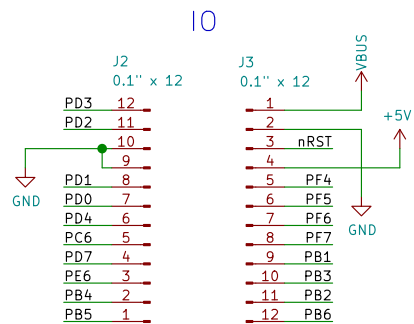 IO
J2
0.1" x 12
J3
0.1" x 12
VBUS
+5V
PD3 12
PD2 11
10
9
GND
PD1 8
PD0 7
PD4 6
PC6 5
PD7 4
PE6 3
PB4 2
PB5 1
1
2
3 nRST
4
5 PF4
6 PF5
7 PF6
8 PF7
9 PB1
10 PB3
11 PB2
12 PB6
GND